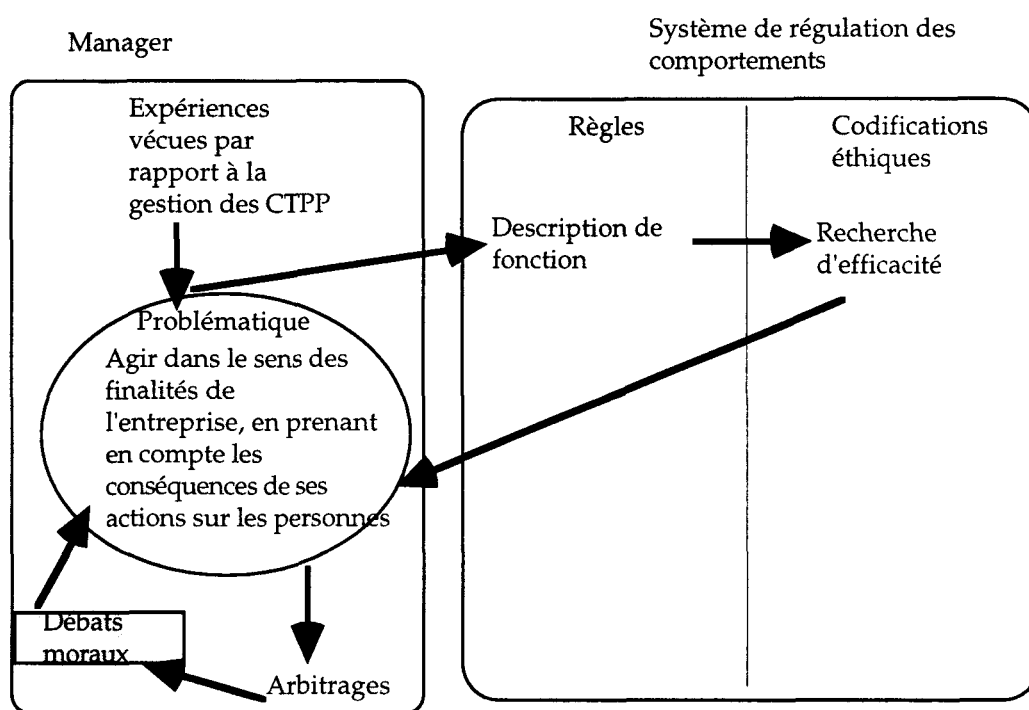 Manager
Système de régulation des
comportements
Expériences
vécues par
rapport à la
gestion des CTPP
Règles
Codifications
éthiques
Description de
fonction
Recherche
d'efficacité
Problématique
Agir dans le sens des
finalités de
l'entreprise, en prenant
en compte les
conséquences de ses
actions sur les personnes
Débats
moraux
Arbitrages